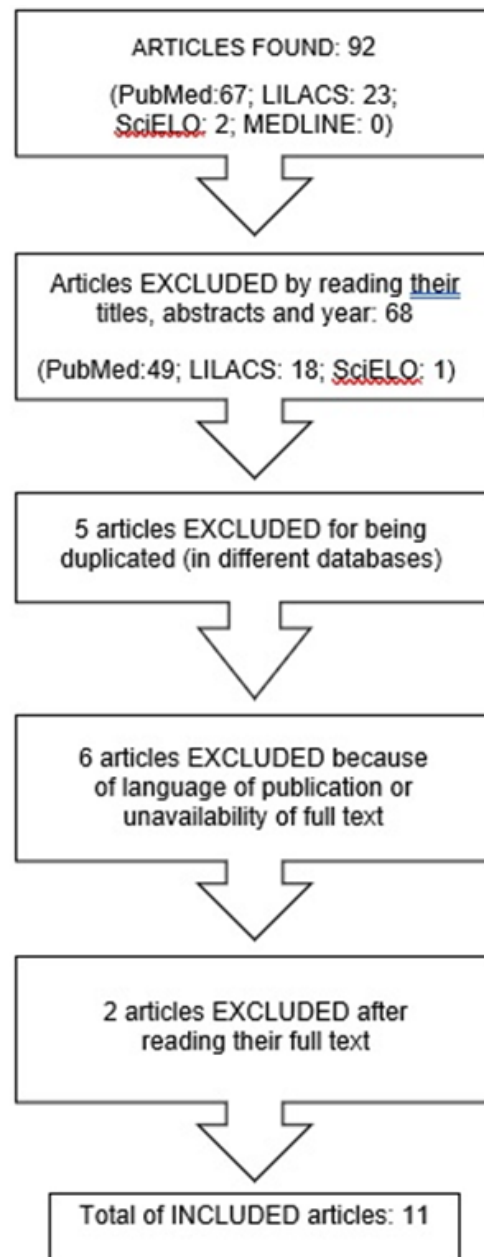 ARTICLES FOUND: 92
(PubMed:67; LILACS: 23;
SciELO: 2; MEDLINE: 0)
Articles EXCLUDED by reading their
titles, abstracts and year: 68
(PubMed:49; LILACS: 18; SciELO: 1)
5 articles EXCLUDED for being
duplicated (in different databases)
6 articles EXCLUDED because
of language of publication or
unavailability of full text
2 articles EXCLUDED after
reading their full text
Total of INCLUDED articles: 11